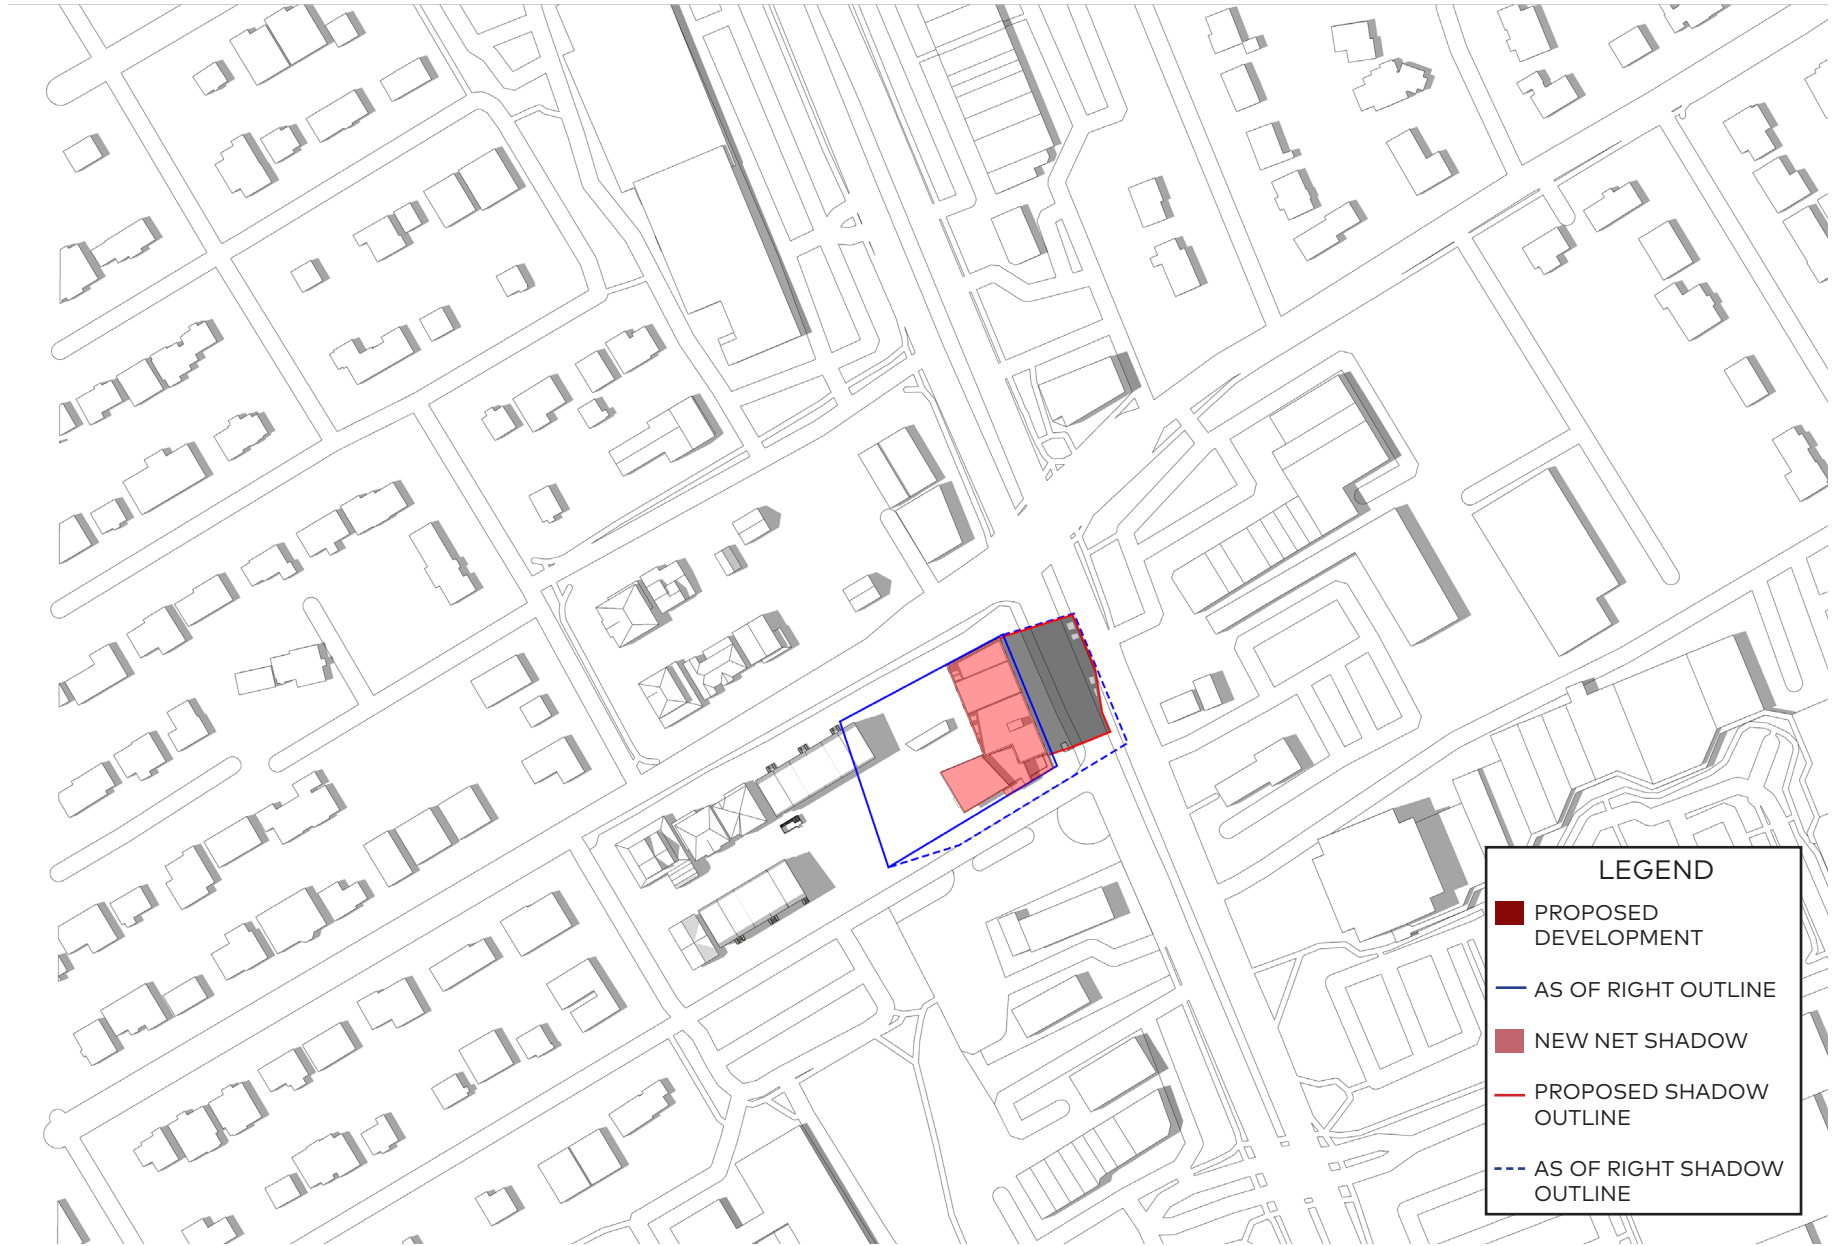 LEGEND
PROPOSED
DEVELOPMENT
AS OF RIGHT OUTLINE
NEW NET SHADOW
PROPOSED SHADOW
OUTLINE
AS OF RIGHT SHADOW
OUTLINE